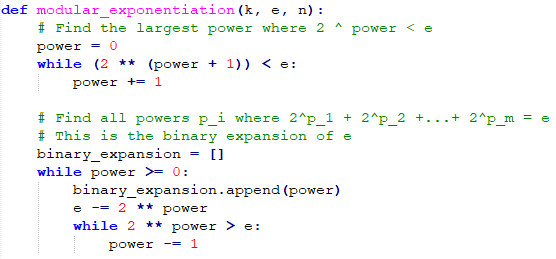 def modular_exponentiation(k, e, n):
    # Find the largest power where 2 ^ power < e
    power = 0
    while (2 ** (power + 1)) < e:
        power += 1

    # Find all powers p_i where 2^p_1 + 2^p_2 +...+ 2^p_m = e
    # This is the binary expansion of e
    binary_expansion = []
    while power >= 0:
        binary_expansion.append(power)
        e -= 2 ** power
        while 2 ** power > e:
            power -= 1